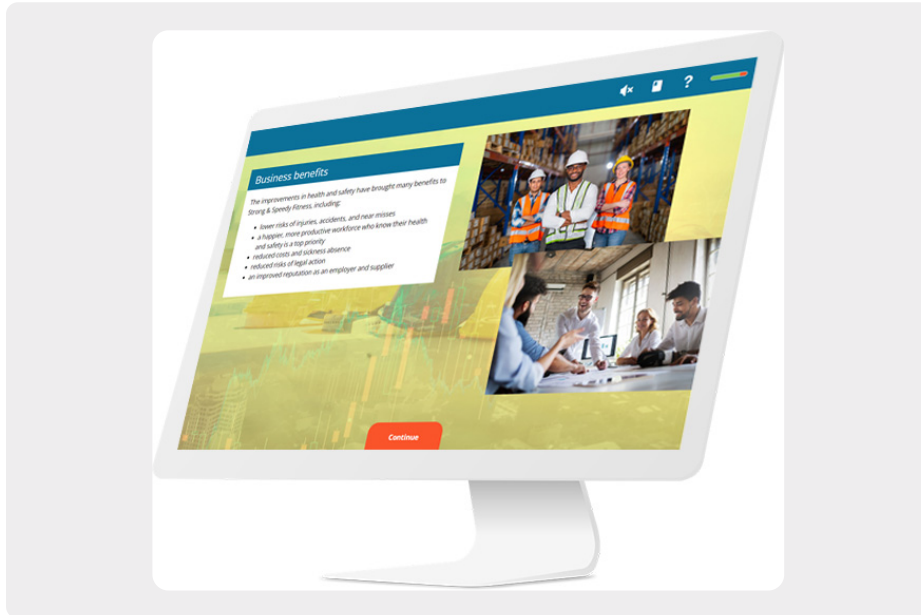 ?
Business benefits
The improvements in health and safety have brought many benefits to
Strong & Speedy Fitness, including:
• lower risks of injuries, accidents, and near misses
• a happier, more productive workforce who know their health
and safety is a top priority
• reduced costs and sickness absence
• reduced risks of legal action
• an improved reputation as an employer and supplier
Continue